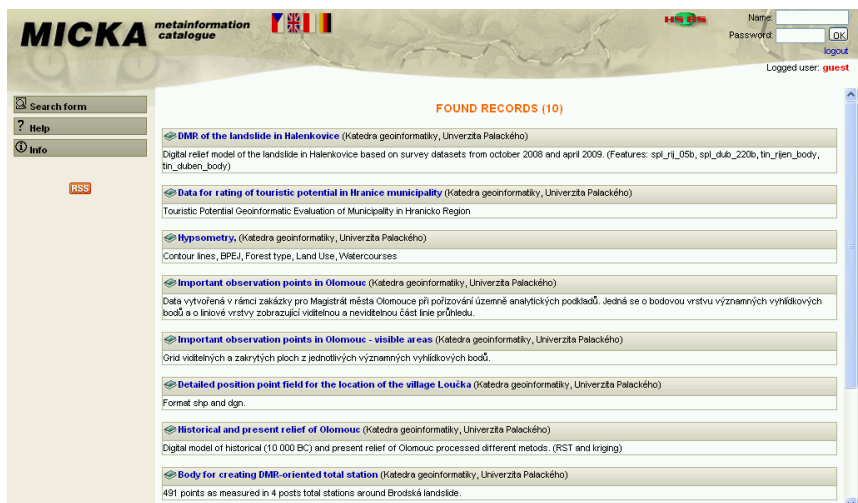 MICKA metainformation catalogue
HS RS
Name:
Password: OK
logout
Logged user: guest
Search form
? Help
Info
RSS
FOUND RECORDS (10)
DMR of the landslide in Halenkovice (Katedra geoinformatiky, Unverzita Palackého)
Digital relief model of the landslide in Halenkovice based on survey datasets from october 2008 and april 2009. (Features: spl_rij_05b, spl_dub_220b, tin_rijen_body,
tin_duben_body)
Data for rating of touristic potential in Hranice municipality (Katedra geoinformatiky, Univerzita Palackého)
Touristic Potential Geoinformatic Evaluation of Municipality in Hranicko Region
Hypsometry, (Katedra geoinformatiky, Univerzita Palackého)
Contour lines, BPEJ, Forest type, Land Use, Watercourses
Important observation points in Olomouc (Katedra geoinformatiky, Univerzita Palackého)
Data vytvořená v rámci zakázky pro Magistrát města Olomouce při pořizování územně analytických podkladů. Jedná se o bodovou vrstvu významných vyhlídkových
bodů a o liniové vrstvy zobrazující viditelnou a neviditelnou část linie průhledu.
Important observation points in Olomouc - visible areas (Katedra geoinformatiky, Univerzita Palackého)
Grid viditelných a zakrytých ploch z jednotlivých významných vyhlídkových bodů.
Detailed position point field for the location of the village Loučka (Katedra geoinformatiky, Univerzita Palackého)
Format shp and dgn.
Historical and present relief of Olomouc (Katedra geoinformatiky, Univerzita Palackého)
Digital model of historical (10 000 BC) and present relief of Olomouc processed different metods. (RST and kriging)
Body for creating DMR-oriented total station (Katedra geoinformatiky, Univerzita Palackého)
491 points as measured in 4 posts total stations around Brodská landslide.